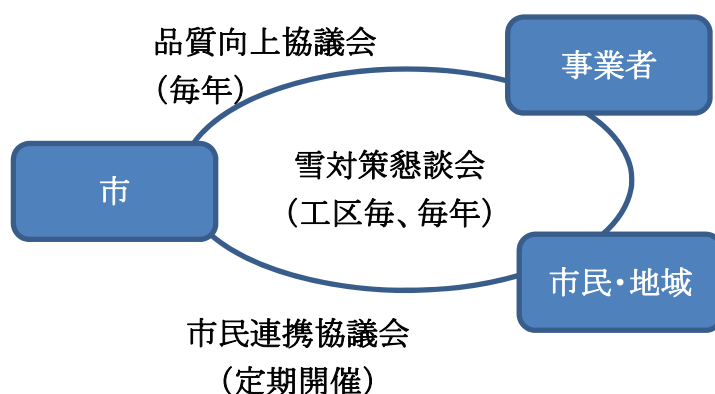 品質向上協議会
（毎年）
事業者
市
雪対策懇談会
（工区毎、毎年）
市民・地域
市民連携協議会
（定期開催）